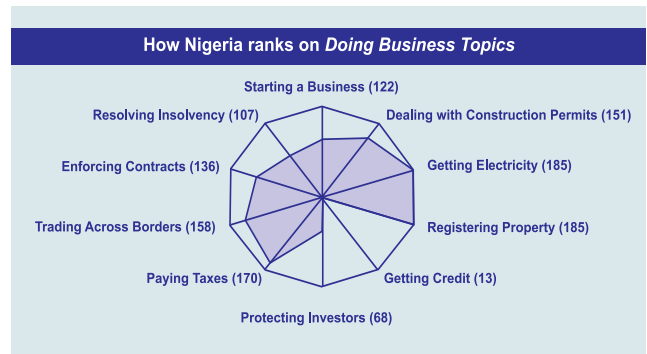 How Nigeria ranks on Doing Business Topics
Starting a Business (122)
Resolving Insolvency (107)
Dealing with Construction Permits (151)
Enforcing Contracts (136)
Getting Electricity (185)
Trading Across Borders (158)
Registering Property (185)
Paying Taxes (170)
Getting Credit (13)
Protecting Investors (68)